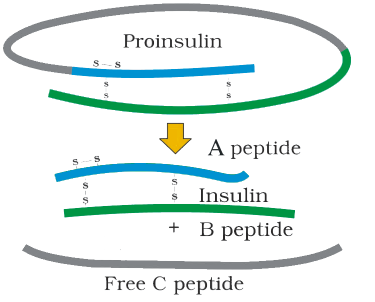 Proinsulin
s s
s s
s s
A peptide
s s
s s
s s
Insulin
+ B peptide
Free C peptide